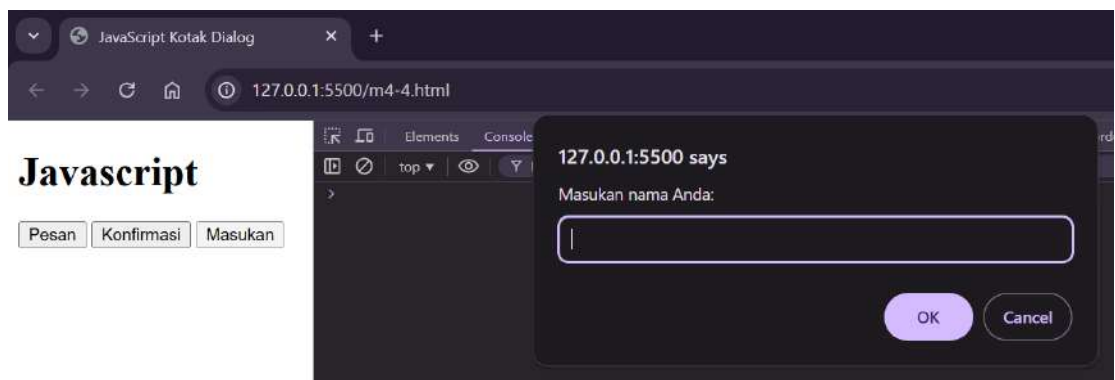 JavaScript Kotak Dialog
127.0.0.1:5500/m4-4.html
Elements Console
top
127.0.0.1:5500 says
Masukan nama Anda:
OK Cancel
Javascript
Pesan Konfirmasi Masukan